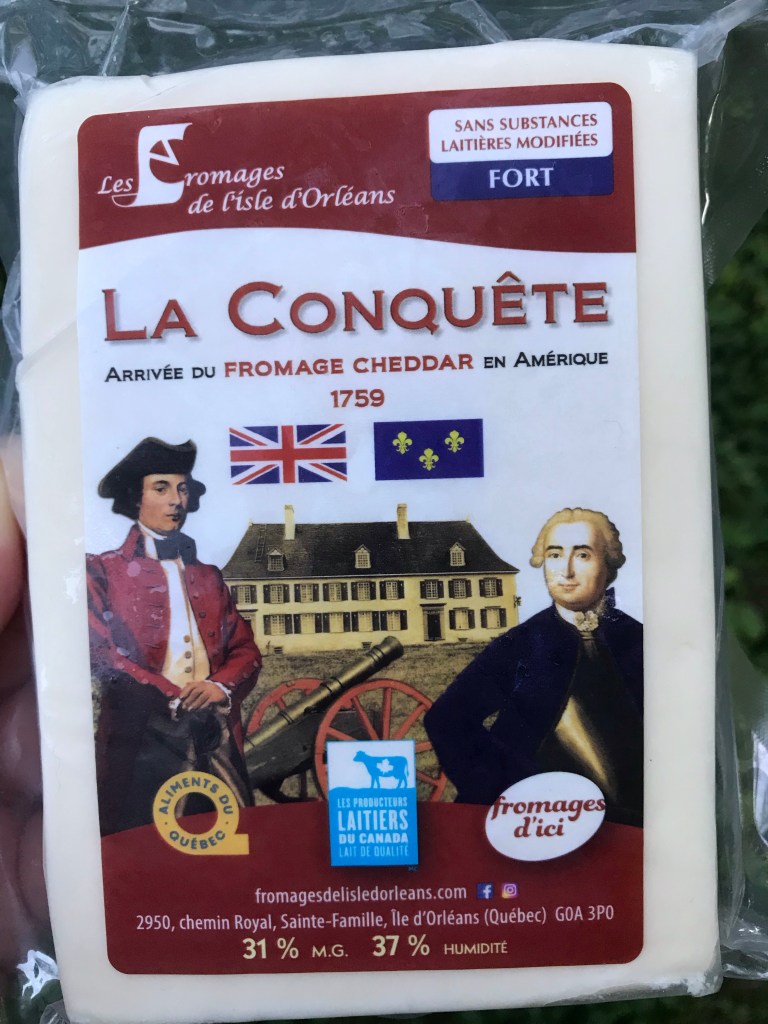 Les Fromages
de l'isle d'Orléans
SANS SUBSTANCES
LAITIÈRES MODIFIÉES
FORT
LA CONQUÊTE
ARRIVÉE DU FROMAGE CHEDDAR EN AMÉRIQUE
1759
ALIMENTS DU
QUÉBEC
LES PRODUCTEURS
LAITIERS
DU CANADA
LAIT DE QUALITÉ
MC
fromages
d'ici
fromagesdelisledorleans.com
2950, chemin Royal, Sainte-Famille, Île d'Orléans (Québec) G0A 3P0
31 % M.G. 37 % HUMIDITÉ